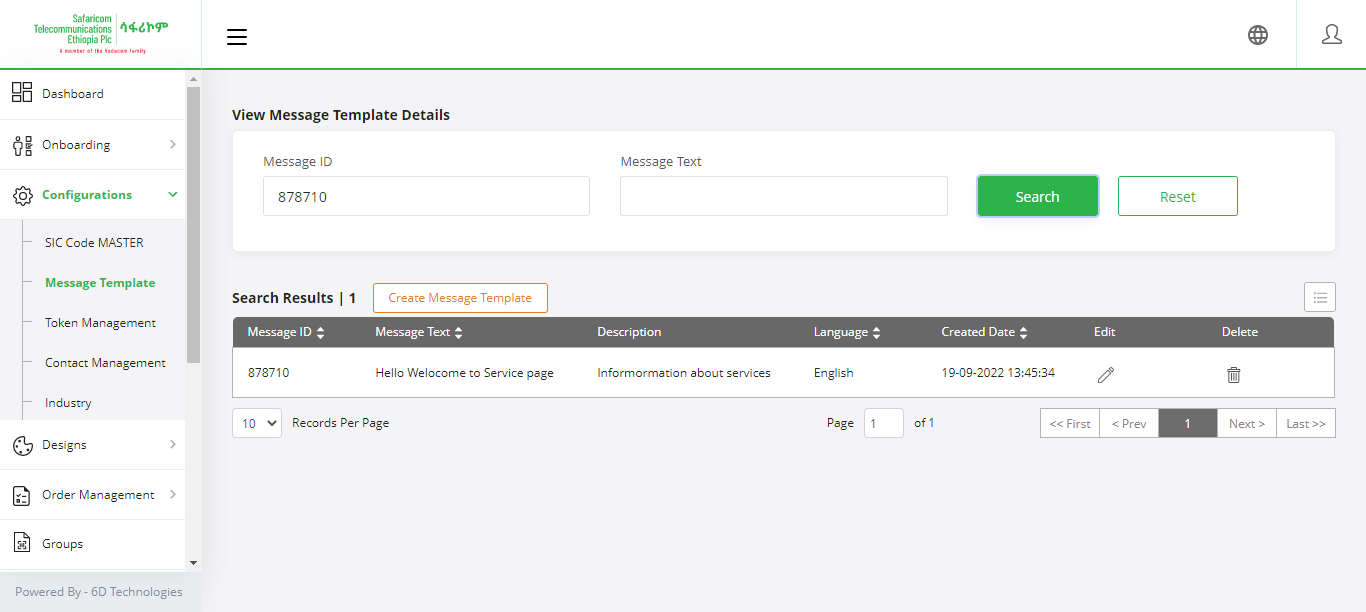 Safaricom
Telecommunications
Ethiopia Plc
ሳፋሪኮም
A member of the Vodacom family
Dashboard
Onboarding
Configurations
SIC Code MASTER
Message Template
Token Management
Contact Management
Industry
Designs
Order Management
Groups
Powered By - 6D Technologies
View Message Template Details
Message ID Message Text
878710 Search Reset
Search Results | 1 Create Message Template
Message ID Message Text Description Language Created Date Edit Delete
878710 Hello Welocome to Service page Informormation about services English 19-09-2022 13:45:34
10 Records Per Page Page 1 of 1 << First < Prev 1 Next > Last >>